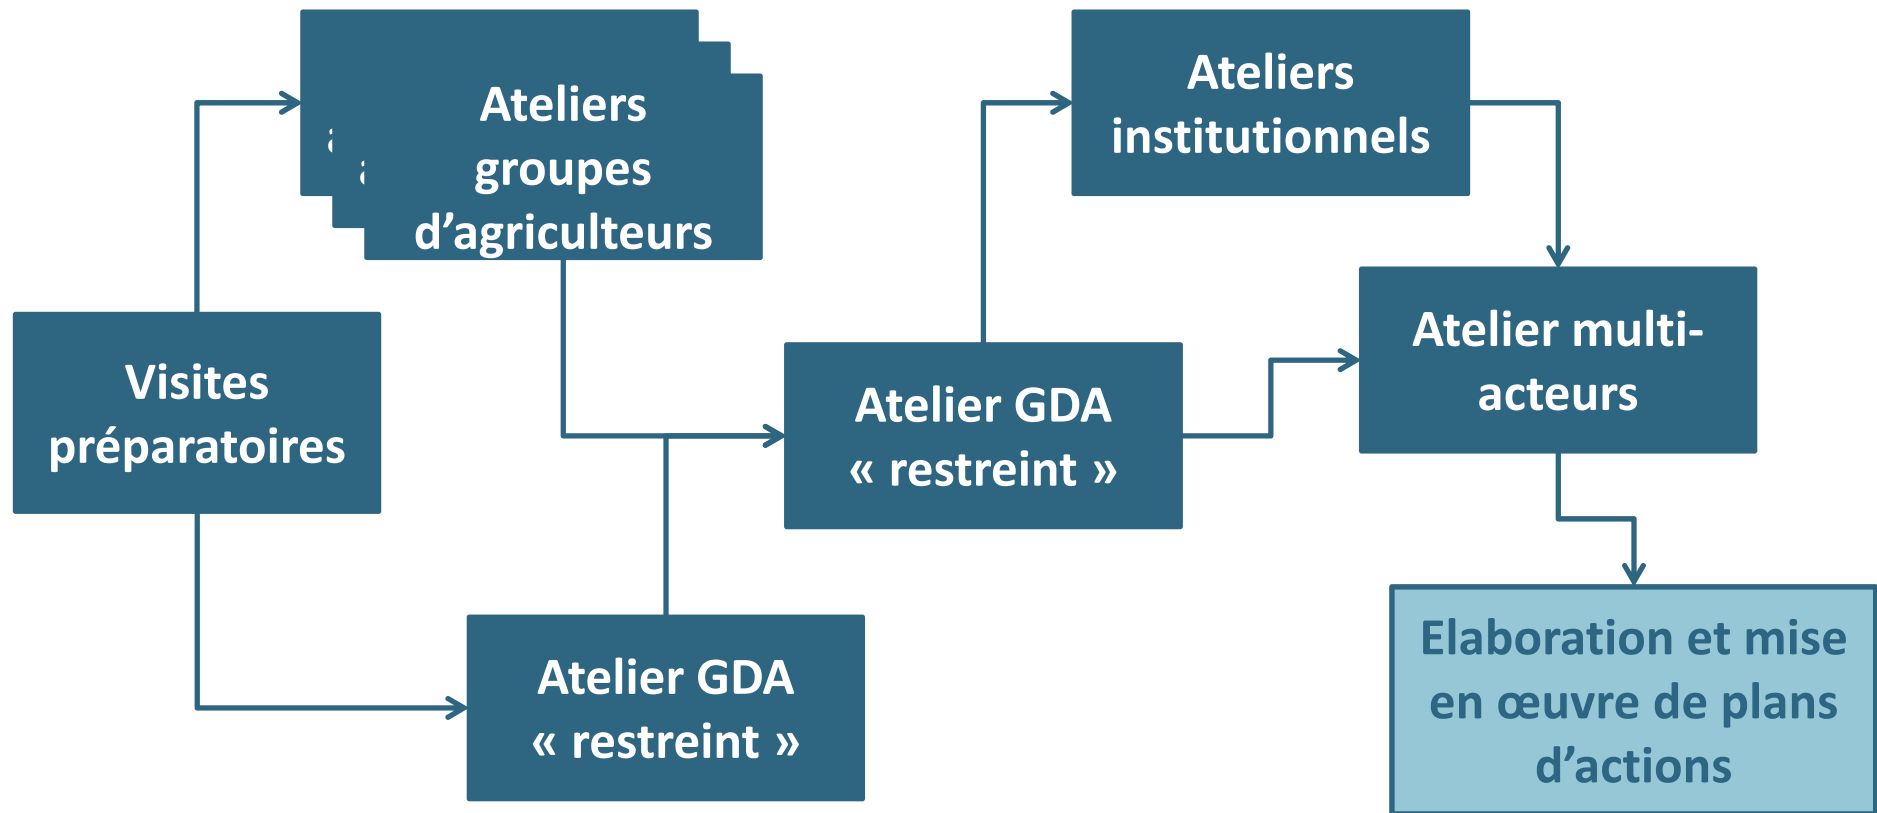 Ateliers
groupes
d’agriculteurs
Ateliers
institutionnels
Visites
préparatoires
Atelier GDA
« restreint »
Atelier multi-
acteurs
Atelier GDA
« restreint »
Elaboration et mise
en œuvre de plans
d’actions